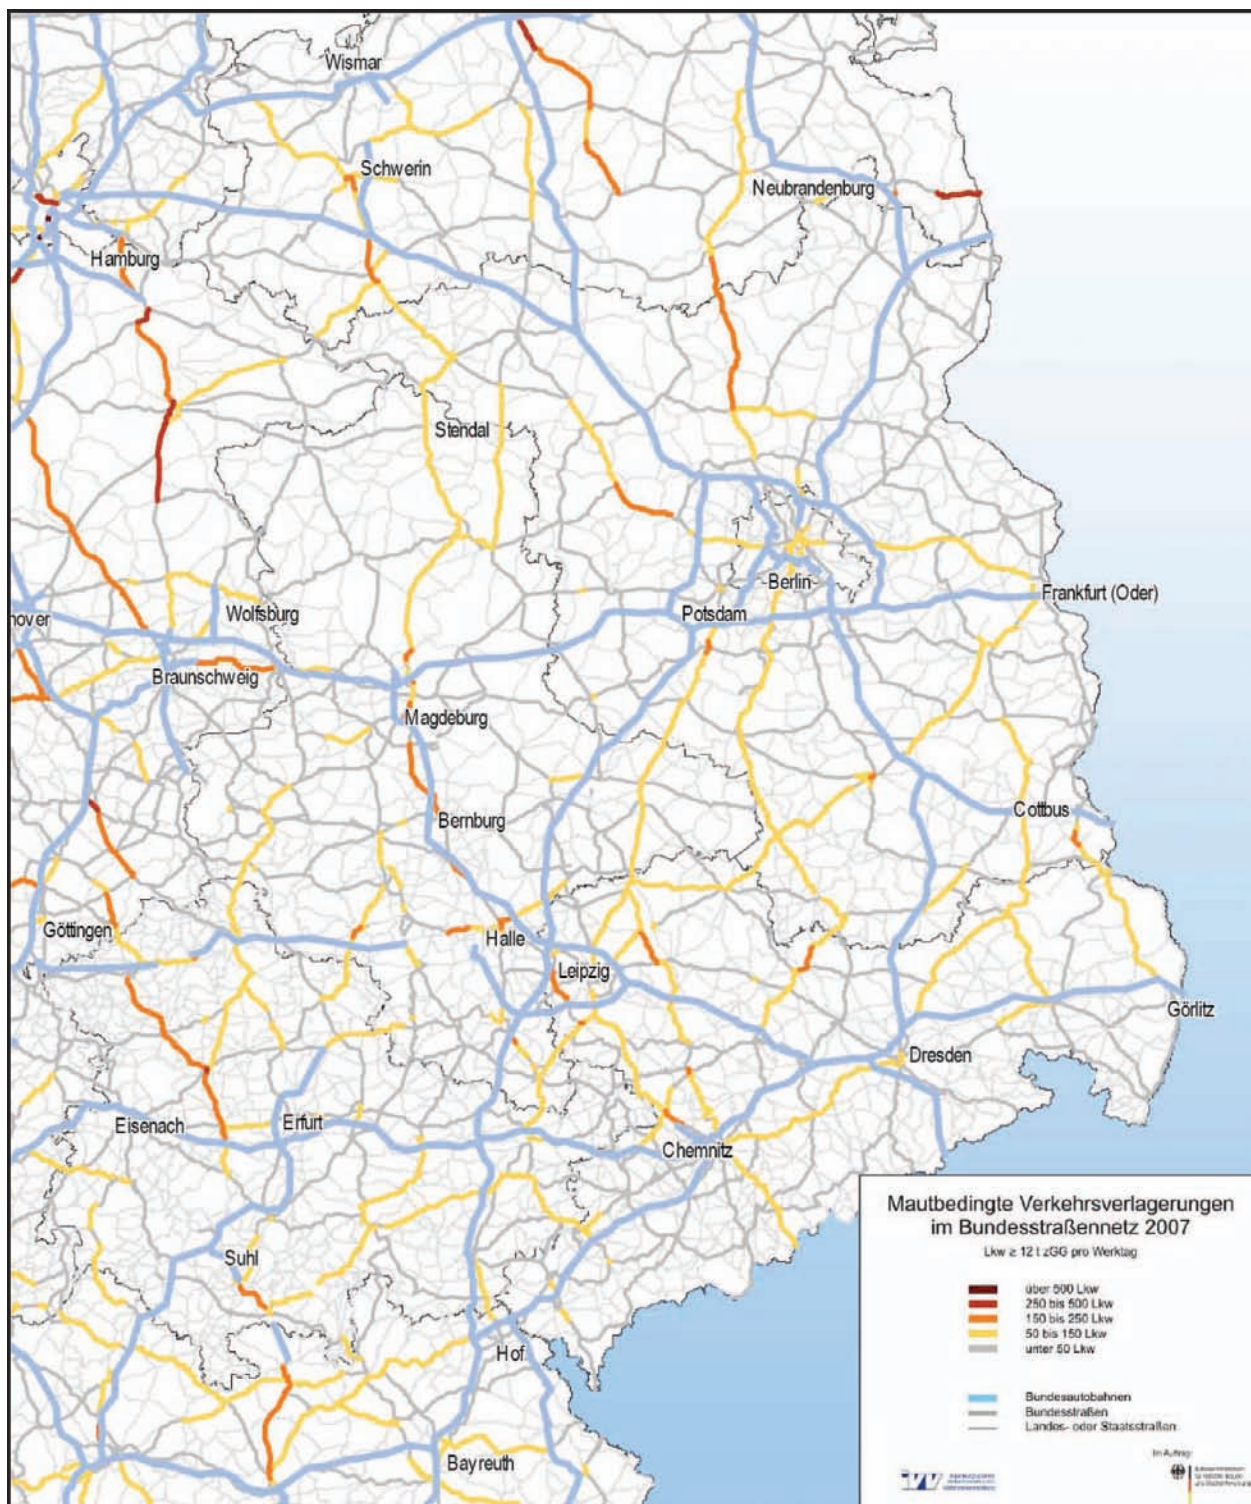 Wismar
Schwerin
Neubrandenburg
Hamburg
Stendal
Berlin
Frankfurt (Oder)
nover
Wolfsburg
Potsdam
Braunschweig
Magdeburg
Bernburg
Cottbus
Göttingen
Halle
Leipzig
Görlitz
Dresden
Eisenach
Erfurt
Chemnitz
Suhl
Hof
Bayreuth
Mautbedingte Verkehrsverlagerungen
im Bundesstraßennetz 2007
Lkw ≥ 12 t zGG pro Werktag
über 500 Lkw
250 bis 500 Lkw
150 bis 250 Lkw
50 bis 150 Lkw
unter 50 Lkw
Bundesautobahnen
Bundesstraßen
Landes- oder Staatsstraßen
Im Auftrag:
IVV